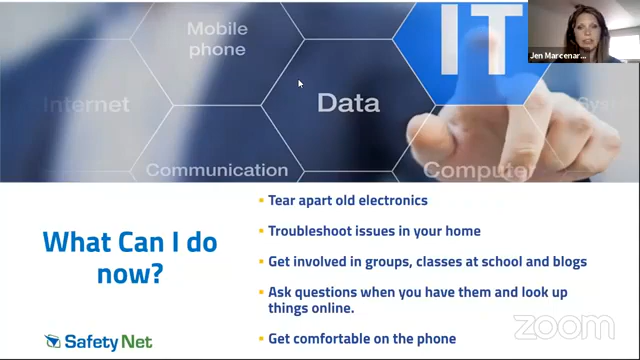 Mobile
phone
IT
Jen Marcenar...
Internet
Data
Communication
Computer
What Can I do
now?
Tear apart old electronics
Troubleshoot issues in your home
Get involved in groups, classes at school and blogs
Ask questions when you have them and look up
things online.
Get comfortable on the phone
SafetyNet
zoom